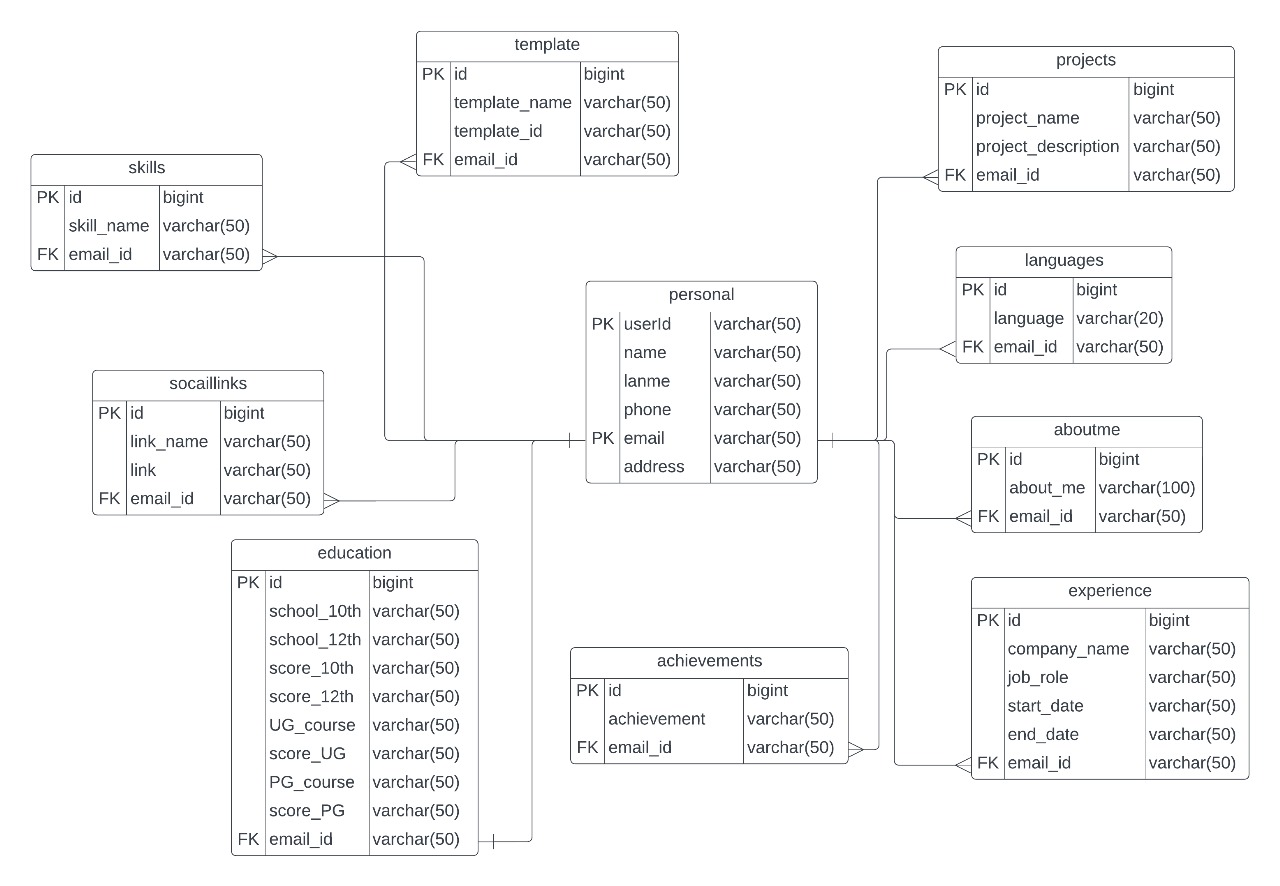 template
PK id bigint
template_name varchar(50)
template_id varchar(50)
FK email_id varchar(50)
projects
PK id bigint
project_name varchar(50)
project_description varchar(50)
FK email_id varchar(50)
skills
PK id bigint
skill_name varchar(50)
FK email_id varchar(50)
languages
PK id bigint
language varchar(20)
FK email_id varchar(50)
personal
PK userId varchar(50)
name varchar(50)
lanme varchar(50)
phone varchar(50)
PK email varchar(50)
address varchar(50)
socaillinks
PK id bigint
link_name varchar(50)
link varchar(50)
FK email_id varchar(50)
aboutme
PK id bigint
about_me varchar(100)
FK email_id varchar(50)
education
PK id bigint
school_10th varchar(50)
school_12th varchar(50)
score_10th varchar(50)
score_12th varchar(50)
UG_course varchar(50)
score_UG varchar(50)
PG_course varchar(50)
score_PG varchar(50)
FK email_id varchar(50)
achievements
PK id bigint
achievement varchar(50)
FK email_id varchar(50)
experience
PK id bigint
company_name varchar(50)
job_role varchar(50)
start_date varchar(50)
end_date varchar(50)
FK email_id varchar(50)